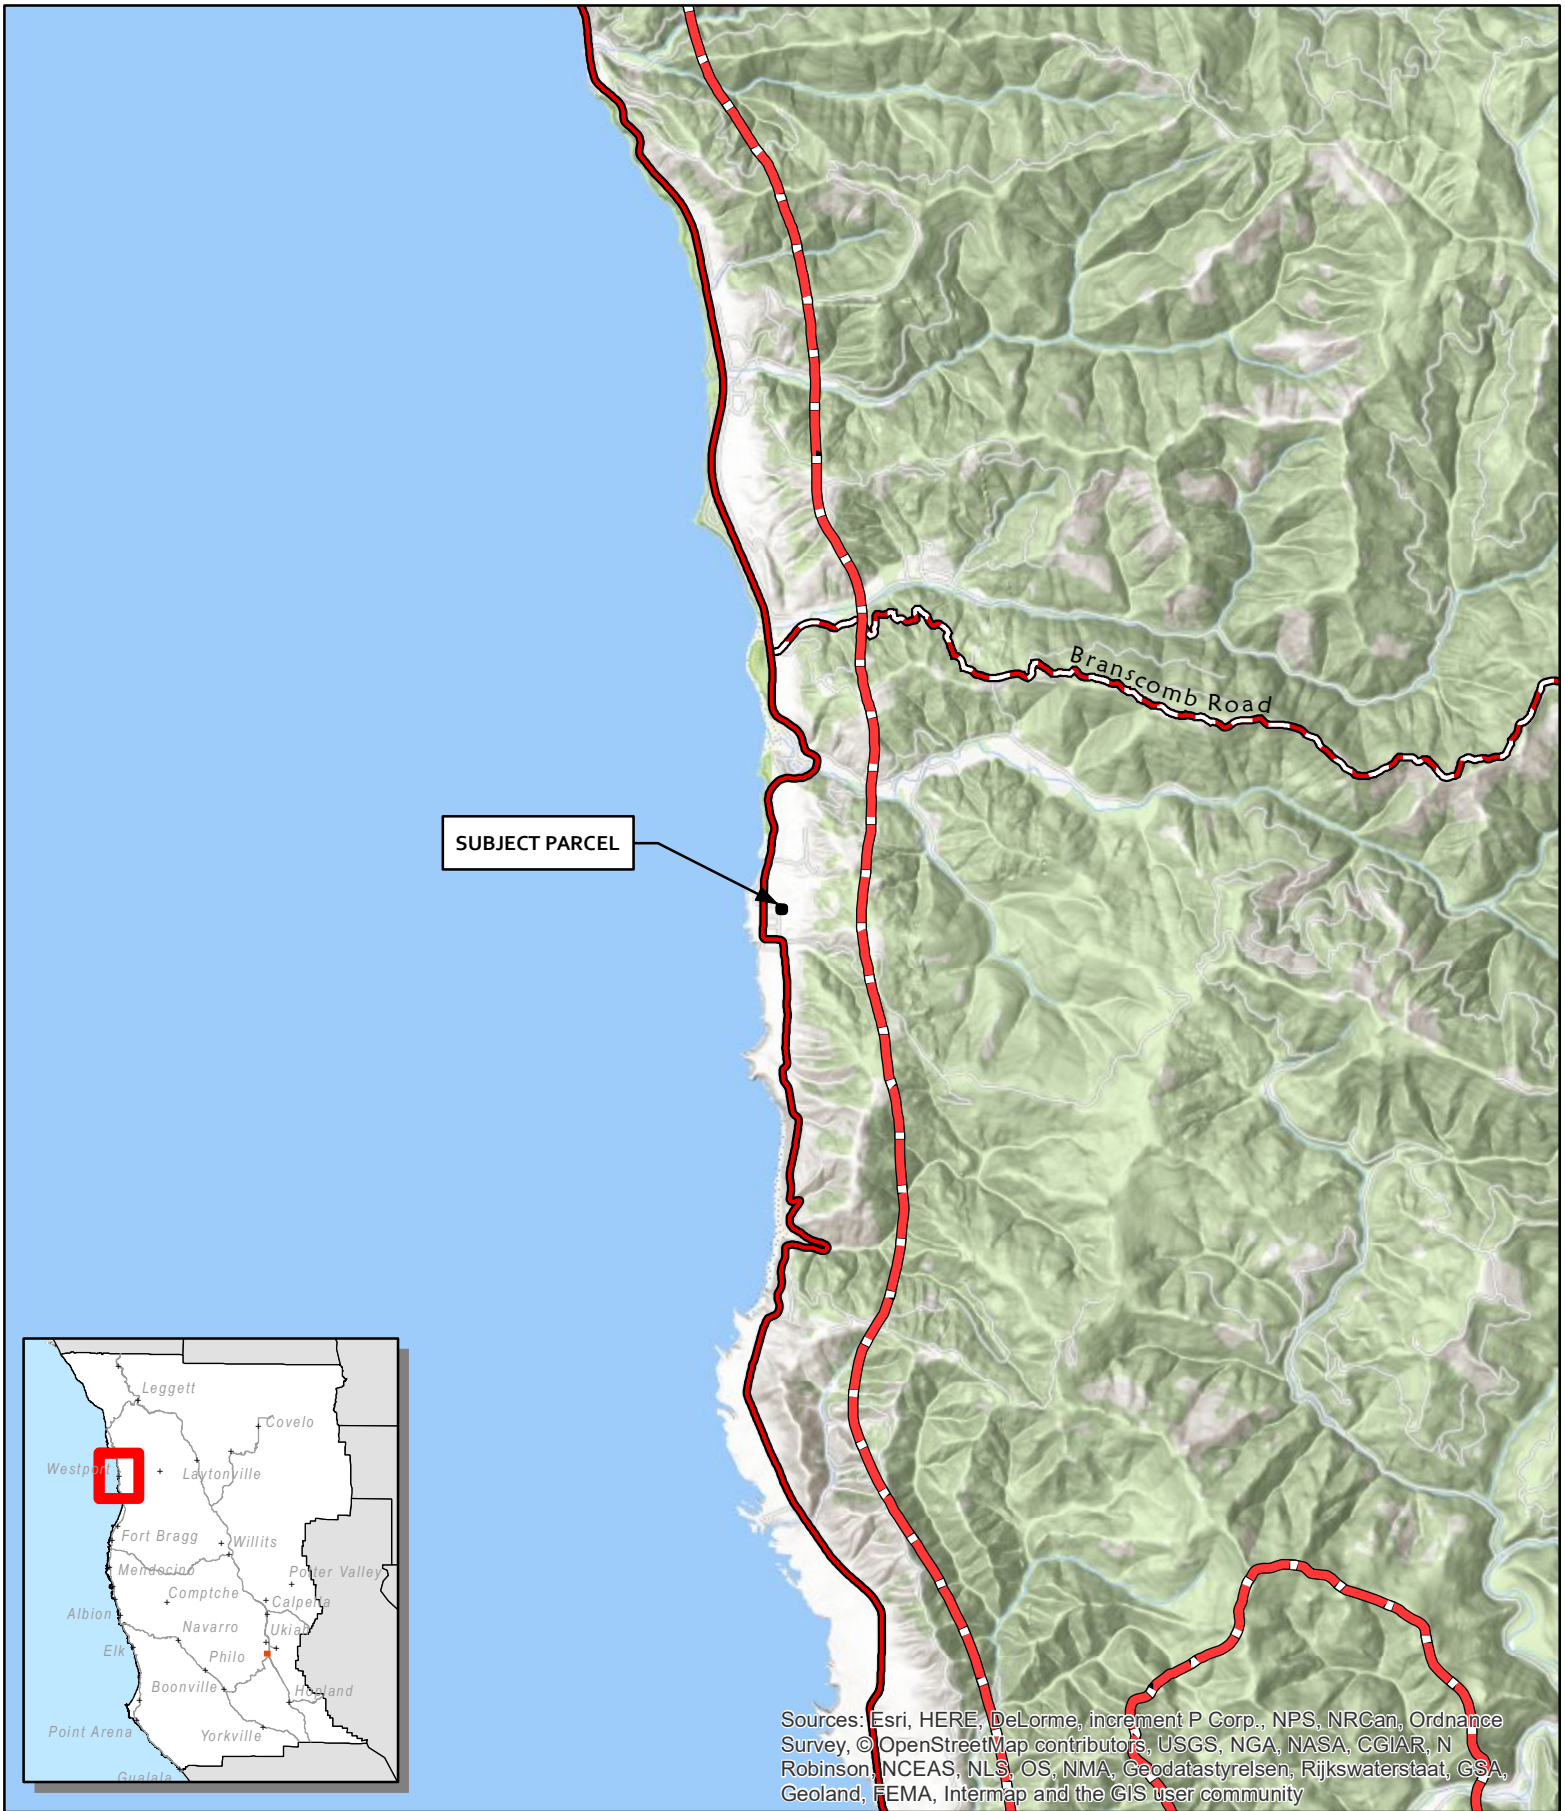 Branscomb Road
SUBJECT PARCEL
Leggett
Covelo
Westport
Laytonville
Fort Bragg
Willits
Mendocino
Potter Valley
Comptche
Calpella
Albion
Navarro
Ukiah
Elk
Philo
Boonville
Hopland
Point Arena
Yorkville
Gualala
Sources: Esri, HERE, DeLorme, increment P Corp., NPS, NRCan, Ordnance
Survey, © OpenStreetMap contributors, USGS, NGA, NASA, CGIAR, N
Robinson, NCEAS, NLS, OS, NMA, Geodatastyrelsen, Rijkswaterstaat, GSA,
Geoland, FEMA, Intermap and the GIS user community